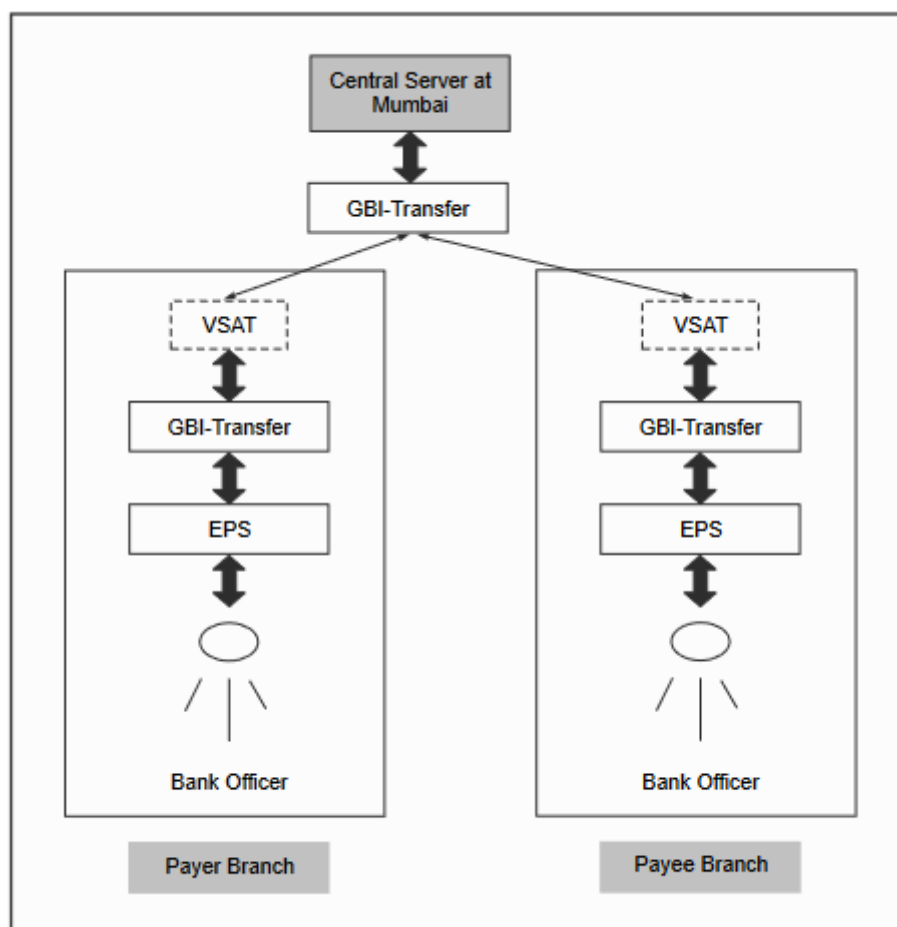 Central Server at
Mumbai
GBI-Transfer
VSAT
GBI-Transfer
EPS
Bank Officer
Payer Branch
VSAT
GBI-Transfer
EPS
Bank Officer
Payee Branch